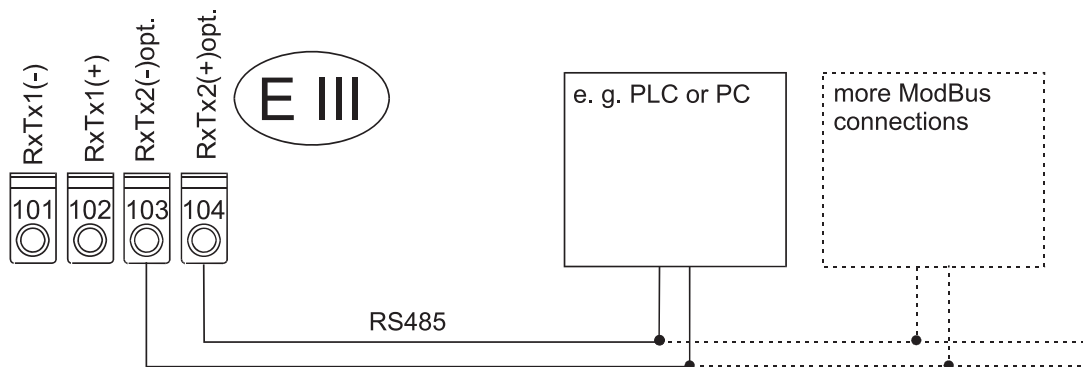 RxTx1(-)
RxTx1(+)
RxTx2(-)opt.
RxTx2(+)opt.
E III
e. g. PLC or PC
more ModBus
connections
101
102
103
104
RS485